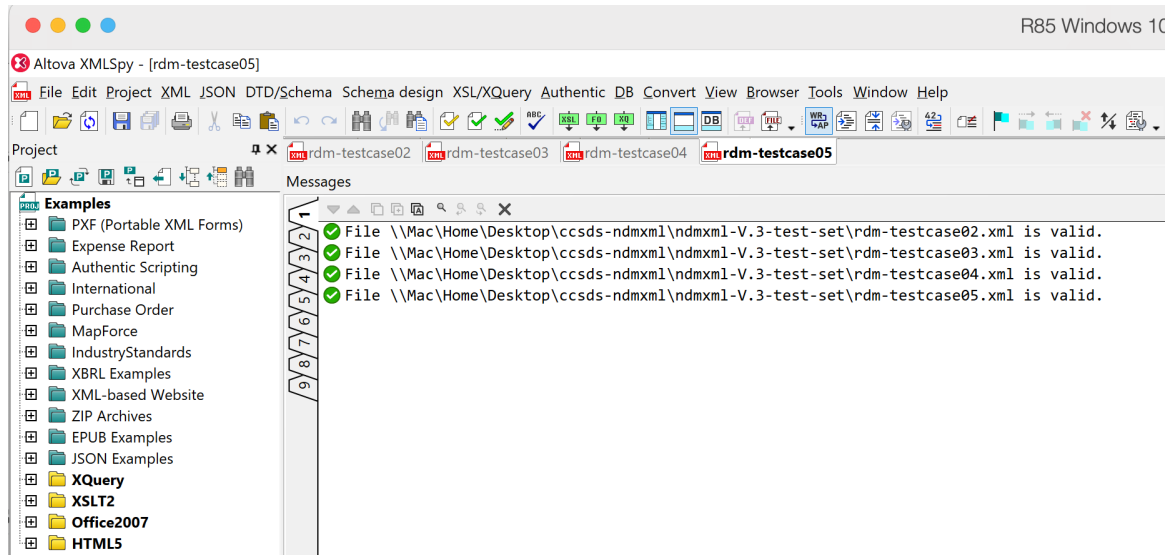 R85 Windows 10
Altova XMLSpy - [rdm-testcase05]
File Edit Project XML JSON DTD/Schema Schema design XSL/XQuery Authentic DB Convert View Browser Tools Window Help
Project
rdm-testcase02 rdm-testcase03 rdm-testcase04 rdm-testcase05
Messages
Examples
PXF (Portable XML Forms)
Expense Report
Authentic Scripting
International
Purchase Order
MapForce
IndustryStandards
XBRL Examples
XML-based Website
ZIP Archives
EPUB Examples
JSON Examples
XQuery
XSLT2
Office2007
HTML5
1
2
3
4
5
6
7
8
9
File \\Mac\Home\Desktop\ccsds-ndmxml\ndmxml-V.3-test-set\rdm-testcase02.xml is valid.
File \\Mac\Home\Desktop\ccsds-ndmxml\ndmxml-V.3-test-set\rdm-testcase03.xml is valid.
File \\Mac\Home\Desktop\ccsds-ndmxml\ndmxml-V.3-test-set\rdm-testcase04.xml is valid.
File \\Mac\Home\Desktop\ccsds-ndmxml\ndmxml-V.3-test-set\rdm-testcase05.xml is valid.